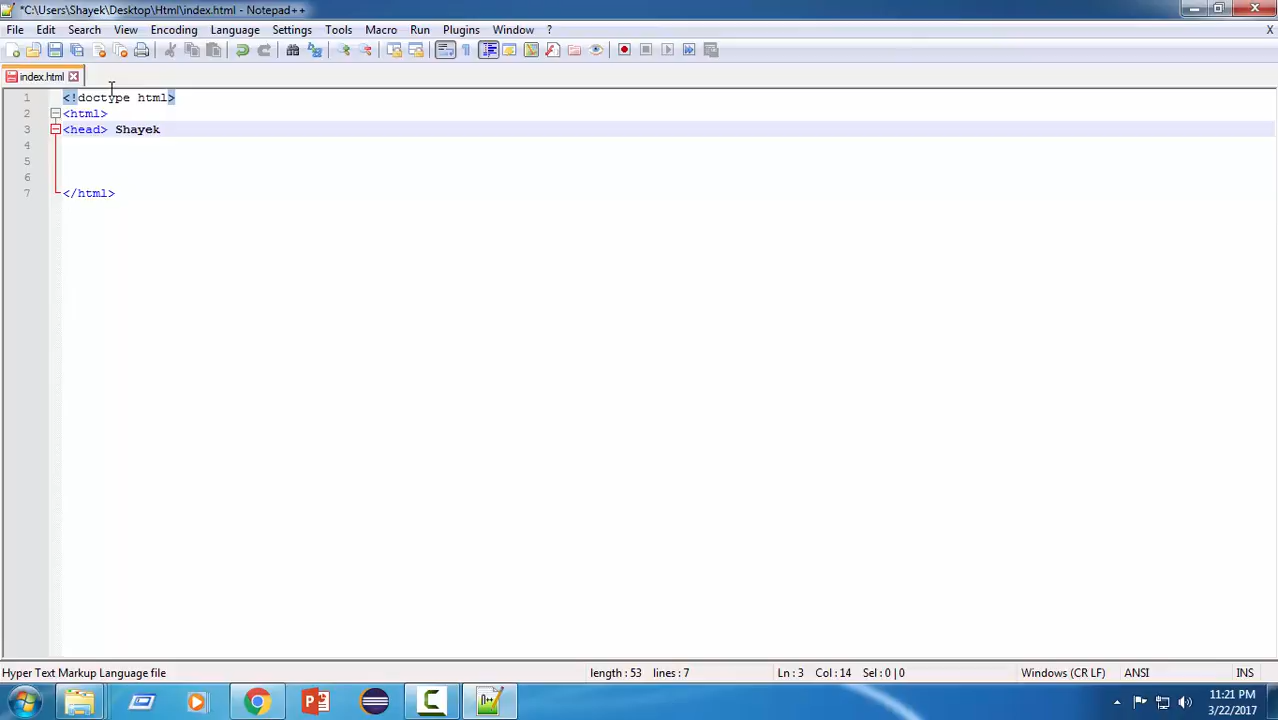 *C:\Users\Shayek\Desktop\Html\index.html - Notepad++
File Edit Search View Encoding Language Settings Tools Macro Run Plugins Window ? X
index.html
1 <!doctype html>
2 <html>
3 <head> Shayek
4
5
6
7 </html>
Hyper Text Markup Language file length : 53 lines : 7 Ln : 3 Col : 14 Sel : 0 | 0 Windows (CR LF) ANSI INS
11:21 PM
3/22/2017